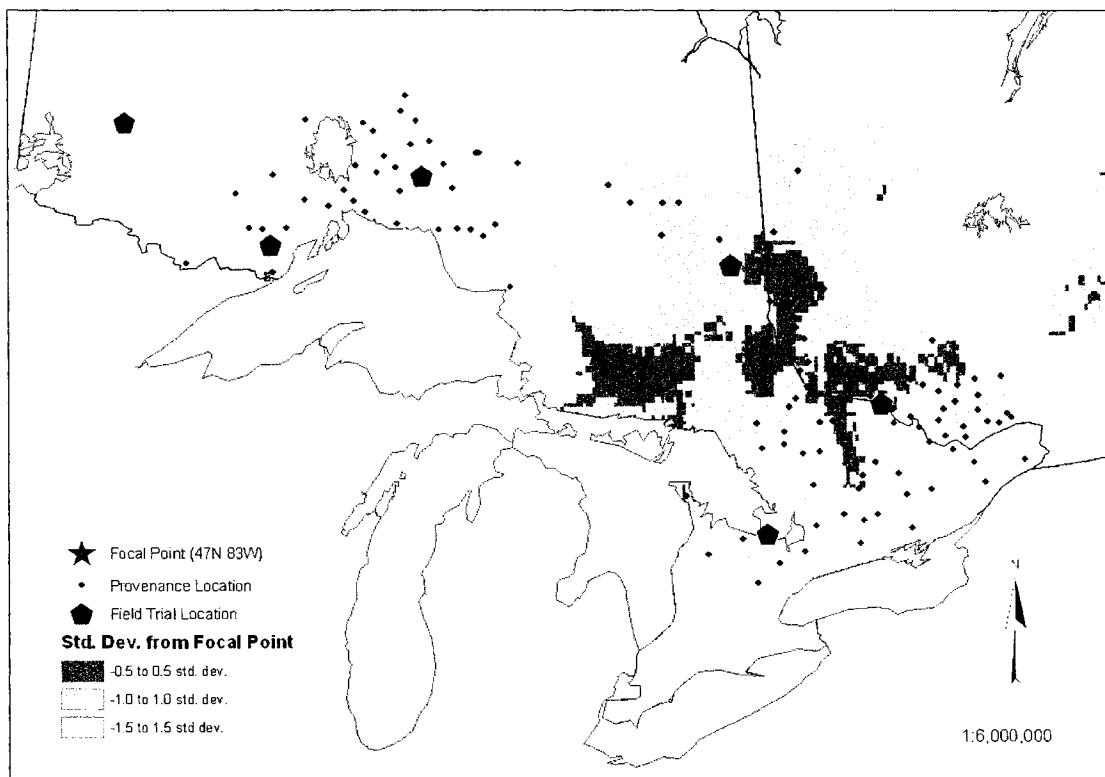 Focal Point (47N 83W)
Provenance Location
Field Trial Location
Std. Dev. from Focal Point
-0.5 to 0.5 std. dev.
-1.0 to 1.0 std. dev.
-1.5 to 1.5 std dev.
N
1:6,000,000